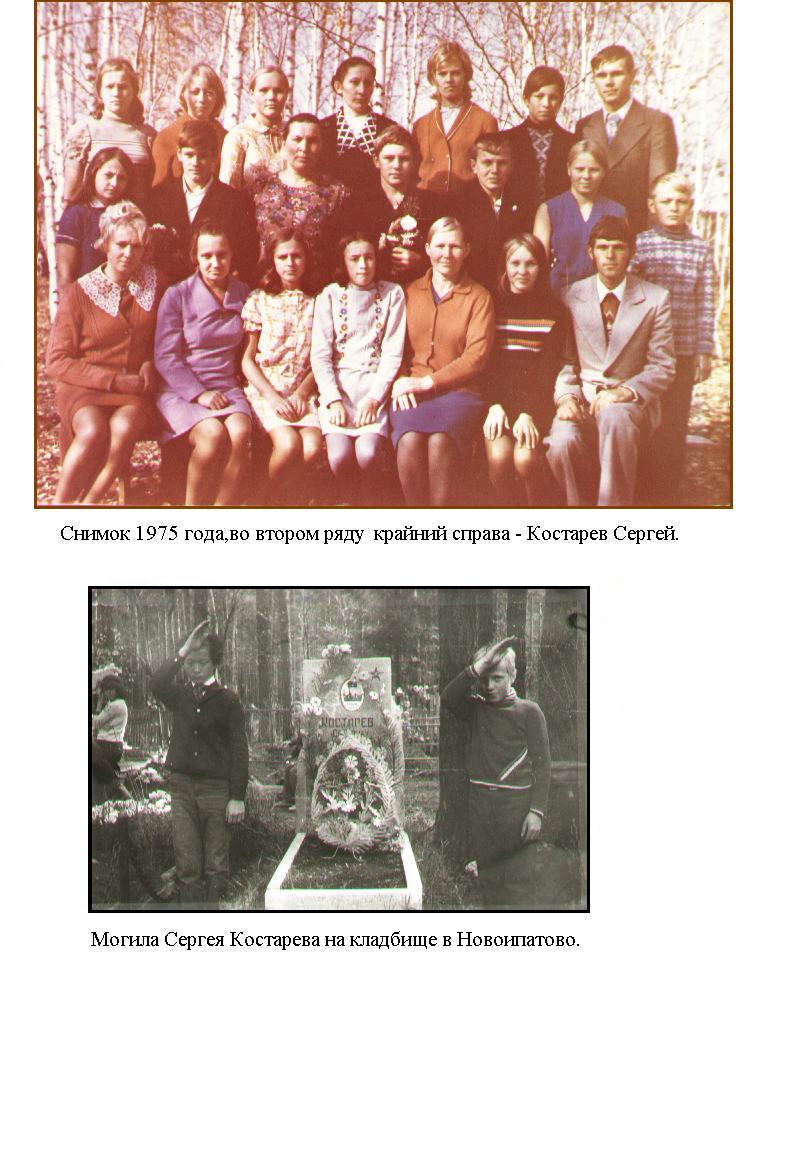 Снимок 1975 года,во втором ряду крайний справа - Костарев Сергей.
КОСТАРЕВ
Могила Сергея Костарева на кладбище в Новоипатово.